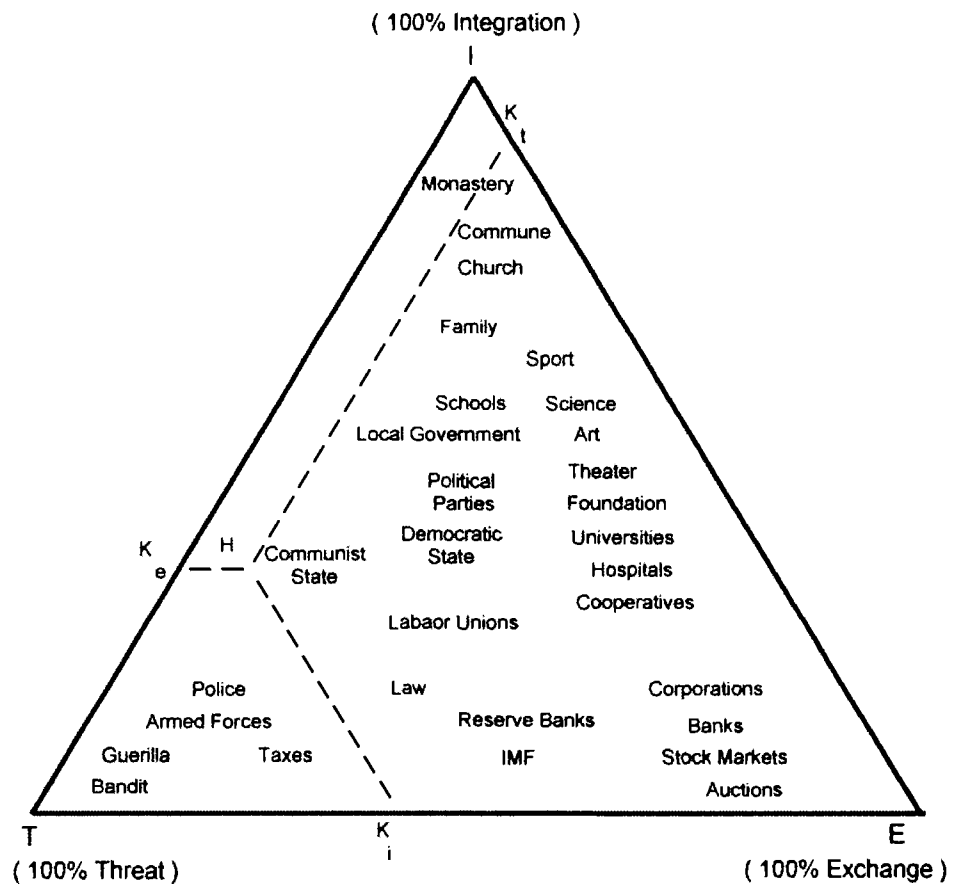 ( 100% Integration )
I
K
t
Monastery
Commune
Church
Family
Sport
Schools Science
Local Government Art
Theater
Political
Parties
Foundation
Democratic
State
Universities
K
e
H
Communist
State
Hospitals
Cooperatives
Labaor Unions
Police Law Corporations
Armed Forces Reserve Banks Banks
Guerilla Taxes IMF Stock Markets
Bandit Auctions
T K
i
E
( 100% Threat ) ( 100% Exchange )